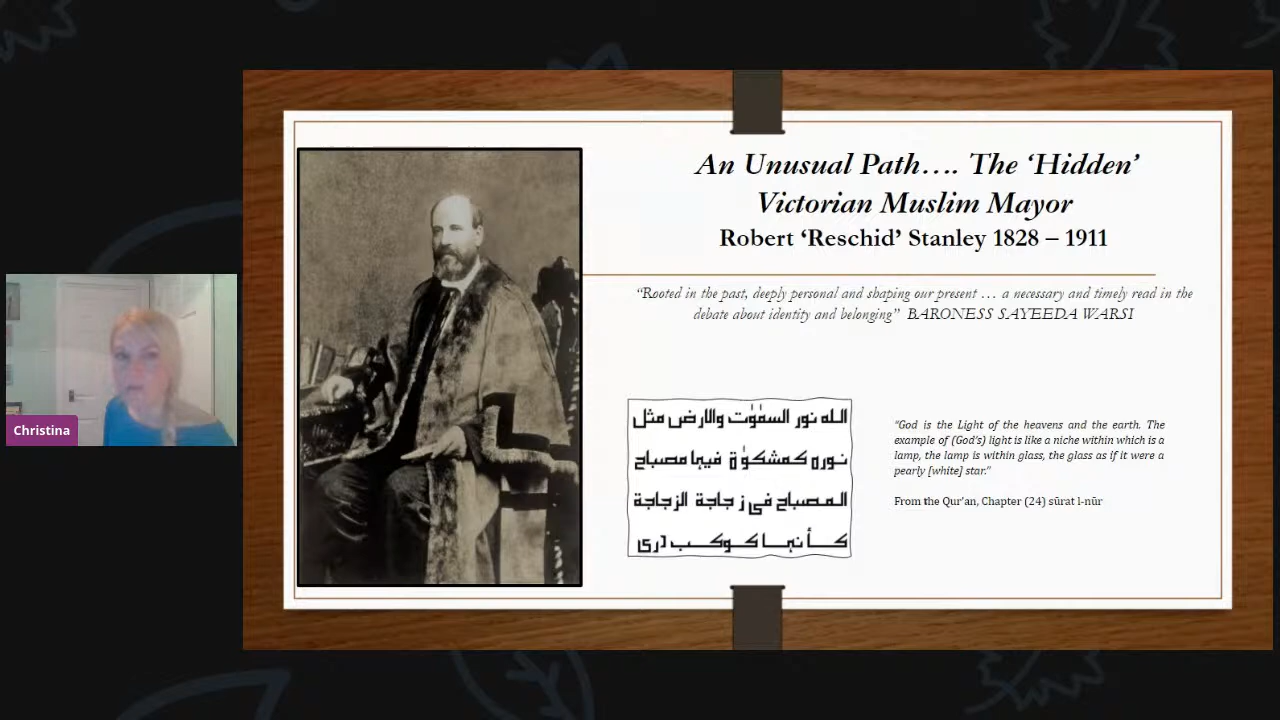 An Unusual Path…. The ‘Hidden’
Victorian Muslim Mayor
Robert ‘Reschid’ Stanley 1828 – 1911
“Rooted in the past, deeply personal and shaping our present … a necessary and timely read in the
debate about identity and belonging” BARONESS SAYEEDA WARSI
الله نور السمٰوٰت والارض مثل
نوره كمشكوٰة فيها مصباح
المصباح في زجاجة الزجاجة
كأنها كوكب دري
“God is the Light of the heavens and the earth. The
example of (God’s) light is like a niche within which is a
lamp, the lamp is within glass, the glass as if it were a
pearly [white] star.”
From the Qur’an, Chapter (24) sūrat l-nūr
Christina